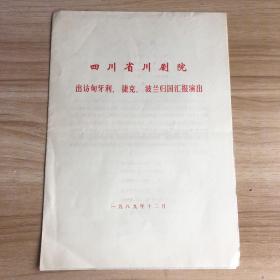 四川省川剧院
出访匈牙利、捷克、波兰归国汇报演出
一九八九年十二月